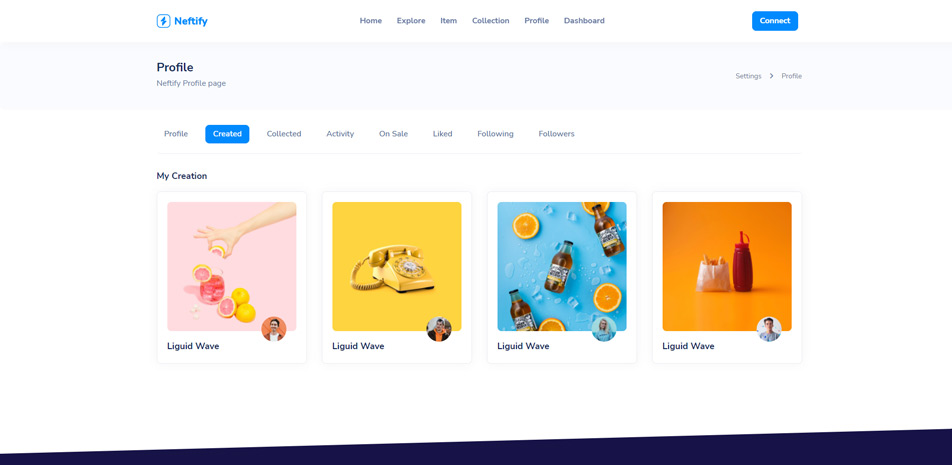 Neftify
Home Explore Item Collection Profile Dashboard
Connect
Profile
Neftify Profile page
Settings > Profile
Profile Created Collected Activity On Sale Liked Following Followers
My Creation
Liguid Wave
Liguid Wave
Liguid Wave
Liguid Wave